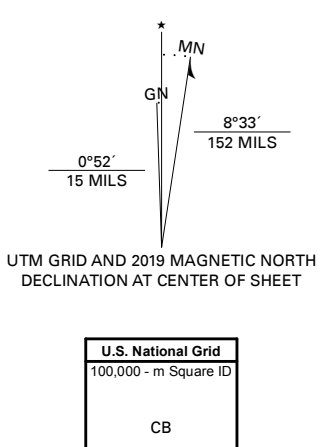 ★
MN
GN
8°33´
152 MILS
0°52´
15 MILS
UTM GRID AND 2019 MAGNETIC NORTH
DECLINATION AT CENTER OF SHEET
U.S. National Grid
100,000 - m Square ID
CB